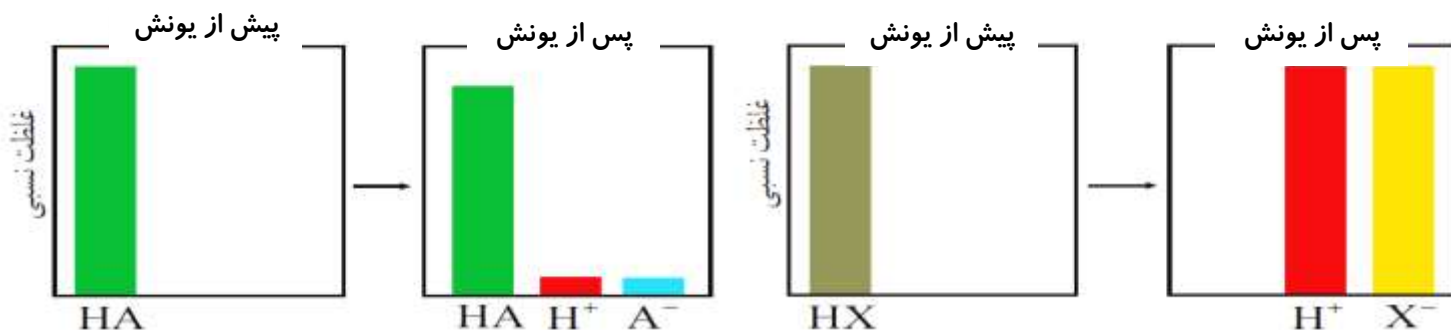 پیش از یونش
غلظت نسبی
HA
پس از یونش
HA H⁺ A⁻
پیش از یونش
غلظت نسبی
HX
پس از یونش
H⁺ X⁻